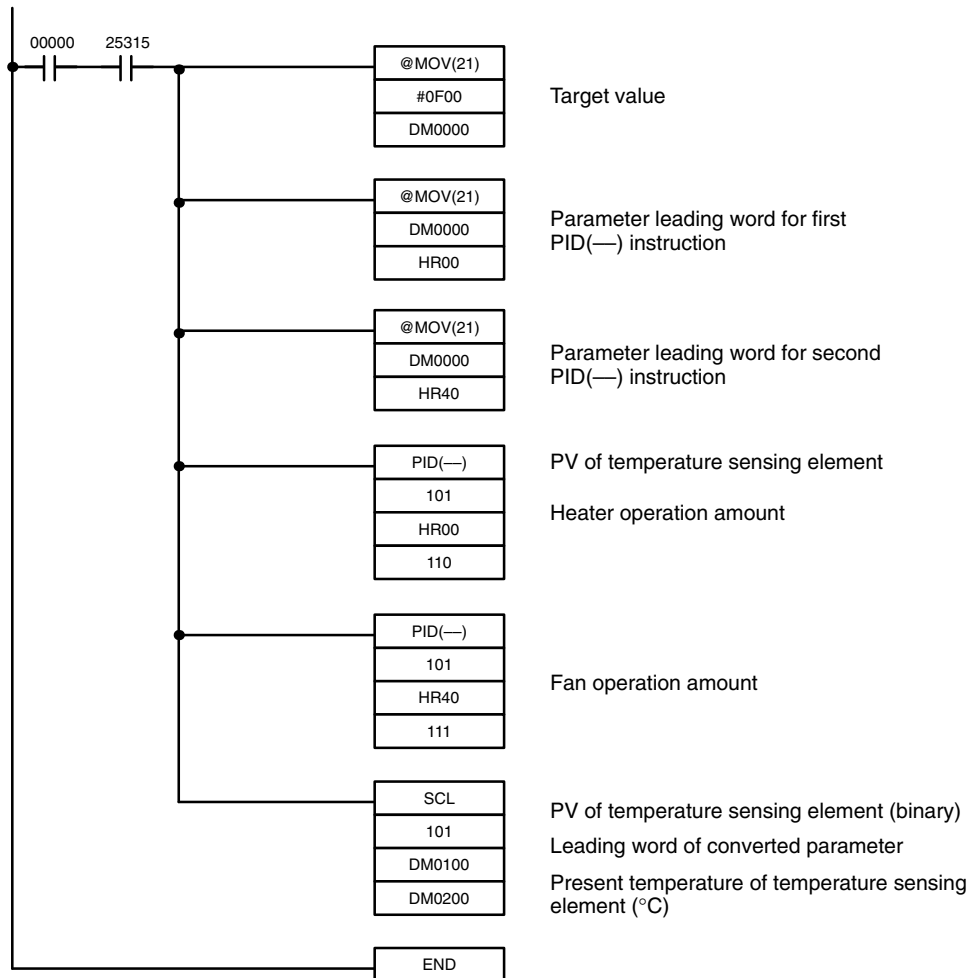 00000 25315
@MOV(21)
#0F00
DM0000
Target value
@MOV(21)
DM0000
HR00
Parameter leading word for first
PID(––) instruction
@MOV(21)
DM0000
HR40
Parameter leading word for second
PID(––) instruction
PID(––)
101
HR00
110
PV of temperature sensing element
Heater operation amount
PID(––)
101
HR40
111
Fan operation amount
SCL
101
DM0100
DM0200
PV of temperature sensing element (binary)
Leading word of converted parameter
Present temperature of temperature sensing
element (°C)
END